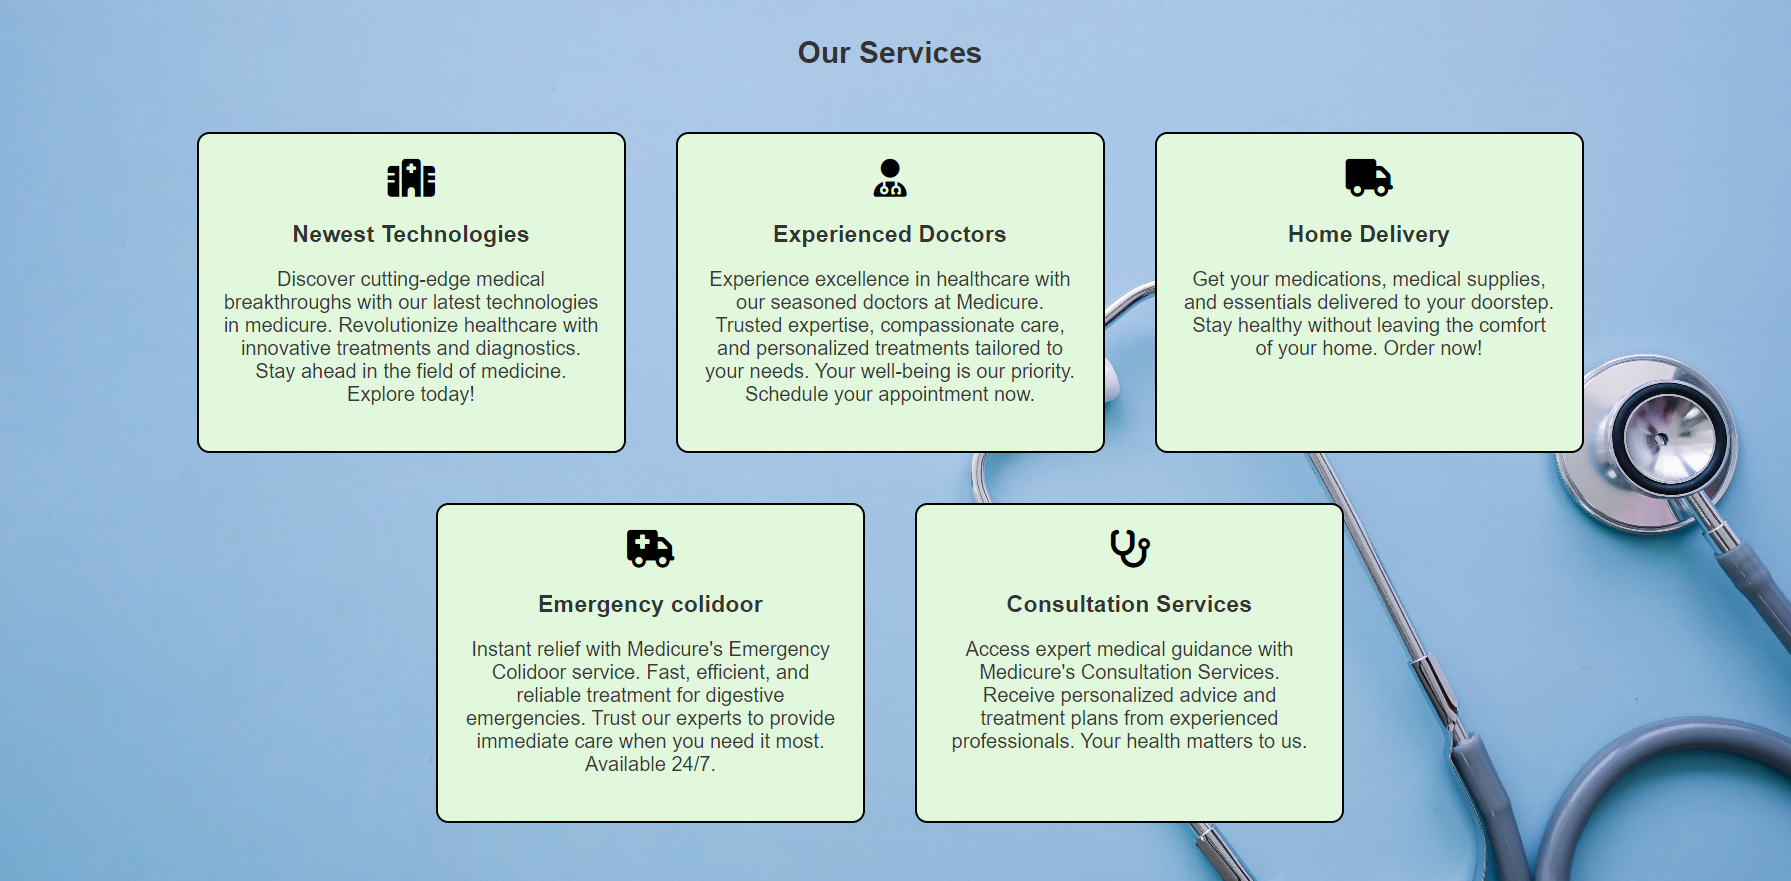 Our Services
Newest Technologies
Discover cutting-edge medical
breakthroughs with our latest technologies
in medicure. Revolutionize healthcare with
innovative treatments and diagnostics.
Stay ahead in the field of medicine.
Explore today!
Experienced Doctors
Experience excellence in healthcare with
our seasoned doctors at Medicure.
Trusted expertise, compassionate care,
and personalized treatments tailored to
your needs. Your well-being is our priority.
Schedule your appointment now.
Home Delivery
Get your medications, medical supplies,
and essentials delivered to your doorstep.
Stay healthy without leaving the comfort
of your home. Order now!
Emergency colidoor
Instant relief with Medicure's Emergency
Colidoor service. Fast, efficient, and
reliable treatment for digestive
emergencies. Trust our experts to provide
immediate care when you need it most.
Available 24/7.
Consultation Services
Access expert medical guidance with
Medicure's Consultation Services.
Receive personalized advice and
treatment plans from experienced
professionals. Your health matters to us.